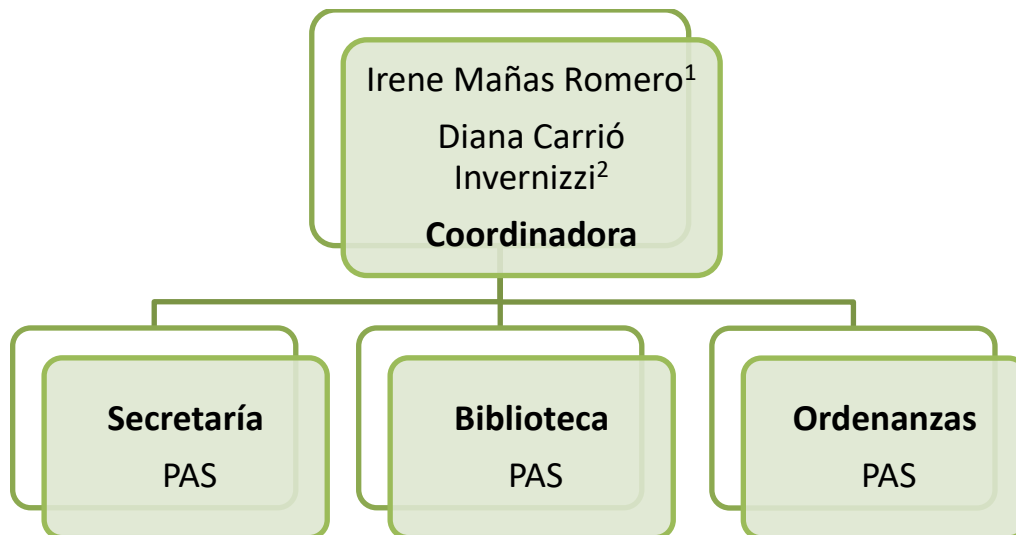 Irene Mañas Romero¹
Diana Carrió
Invernizzi²
Coordinadora
Secretaría
PAS
Biblioteca
PAS
Ordenanzas
PAS